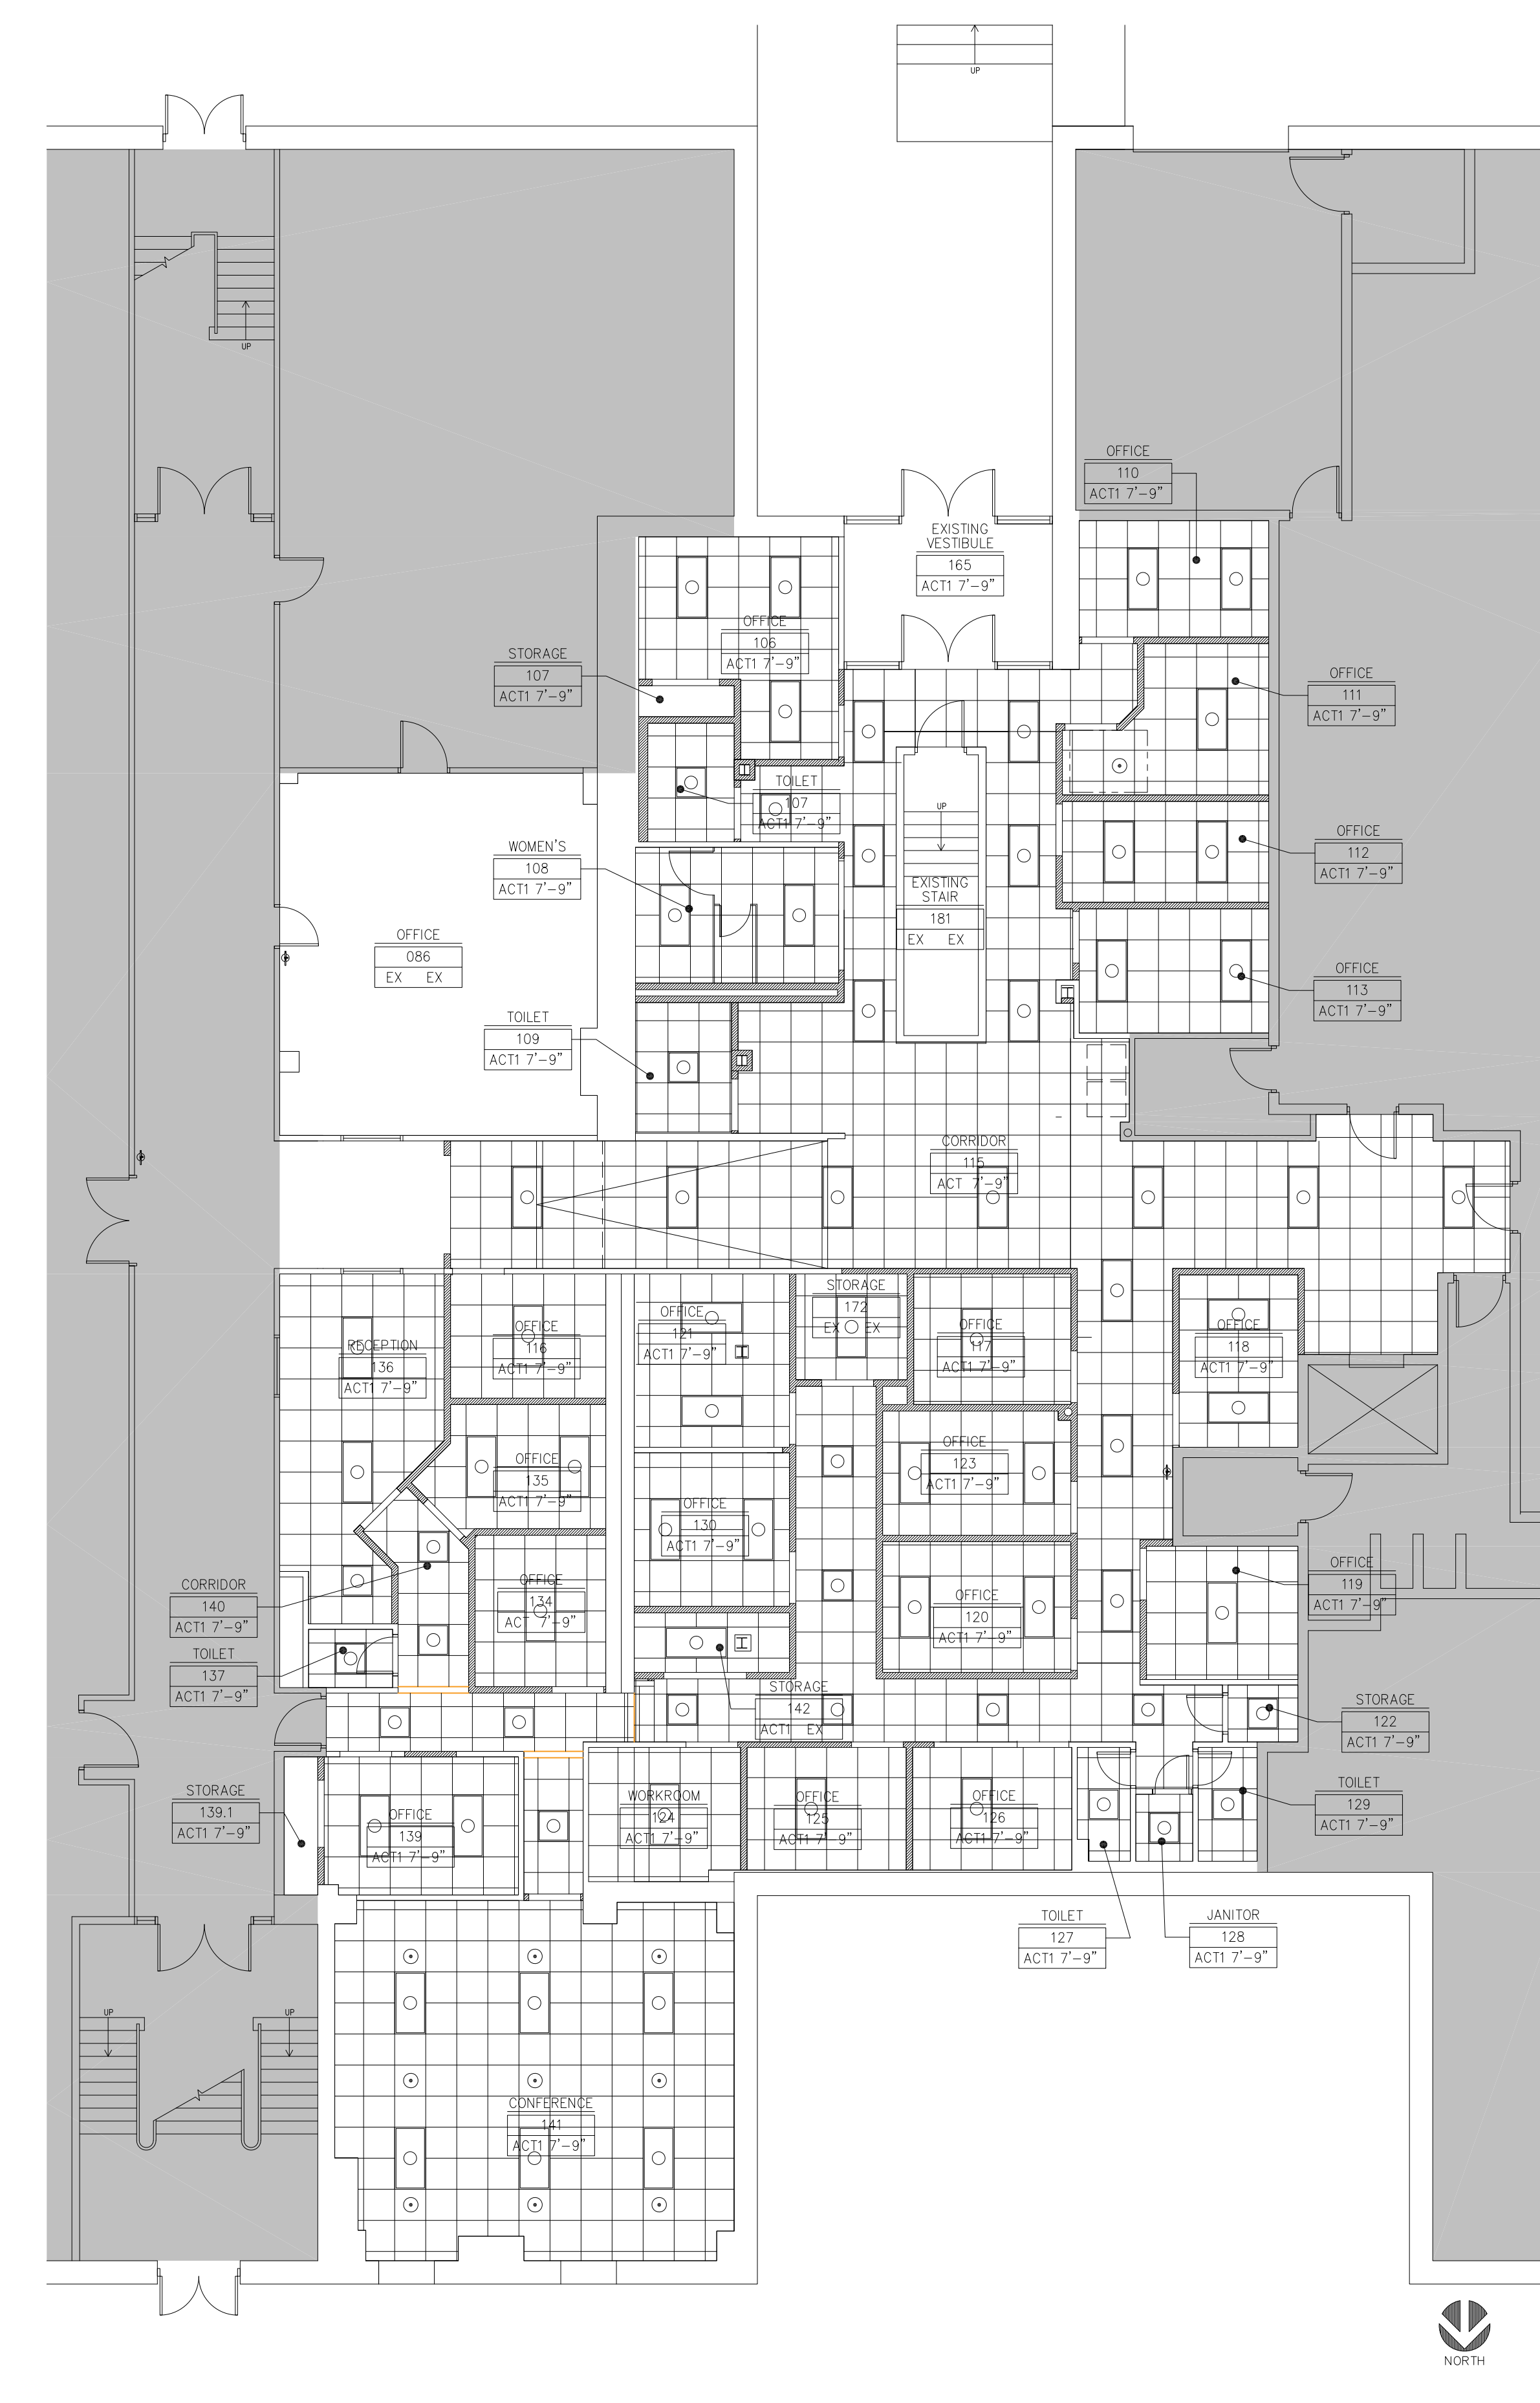 UP
UP
OFFICE
110
ACT1 7'-9"
EXISTING
VESTIBULE
165
ACT1 7'-9"
OFFICE
106
ACT1 7'-9"
STORAGE
107
ACT1 7'-9"
OFFICE
111
ACT1 7'-9"
TOILET
107
ACT1 7'-9"
UP
OFFICE
112
ACT1 7'-9"
WOMEN'S
108
ACT1 7'-9"
EXISTING
STAIR
181
EX EX
OFFICE
086
EX EX
OFFICE
113
ACT1 7'-9"
TOILET
109
ACT1 7'-9"
CORRIDOR
115
ACT 7'-9"
STORAGE
172
EX EX
OFFICE
121
ACT1 7'-9"
OFFICE
116
ACT1 7'-9"
OFFICE
117
ACT1 7'-9"
OFFICE
118
ACT1 7'-9"
RECEPTION
136
ACT1 7'-9"
OFFICE
135
ACT1 7'-9"
OFFICE
123
ACT1 7'-9"
OFFICE
130
ACT1 7'-9"
OFFICE
119
ACT1 7'-9"
CORRIDOR
140
ACT1 7'-9"
OFFICE
134
ACT 7'-9"
OFFICE
120
ACT1 7'-9"
TOILET
137
ACT1 7'-9"
STORAGE
142
ACT1 EX
STORAGE
122
ACT1 7'-9"
STORAGE
139.1
ACT1 7'-9"
OFFICE
139
ACT1 7'-9"
WORKROOM
124
ACT1 7'-9"
OFFICE
125
ACT1 7'-9"
OFFICE
126
ACT1 7'-9"
TOILET
129
ACT1 7'-9"
TOILET
127
ACT1 7'-9"
JANITOR
128
ACT1 7'-9"
UP
UP
CONFERENCE
141
ACT1 7'-9"
NORTH